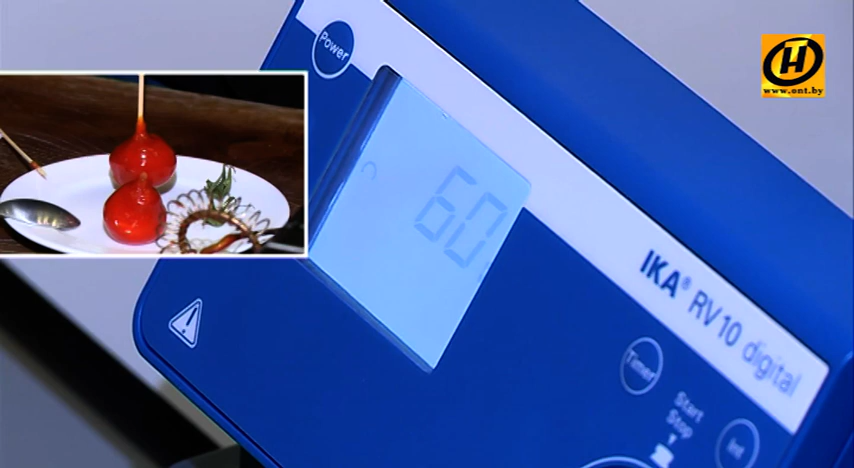 Power
H
www.ont.by
60
IKA® RV 10 digital
Timer
Start
Stop
Int